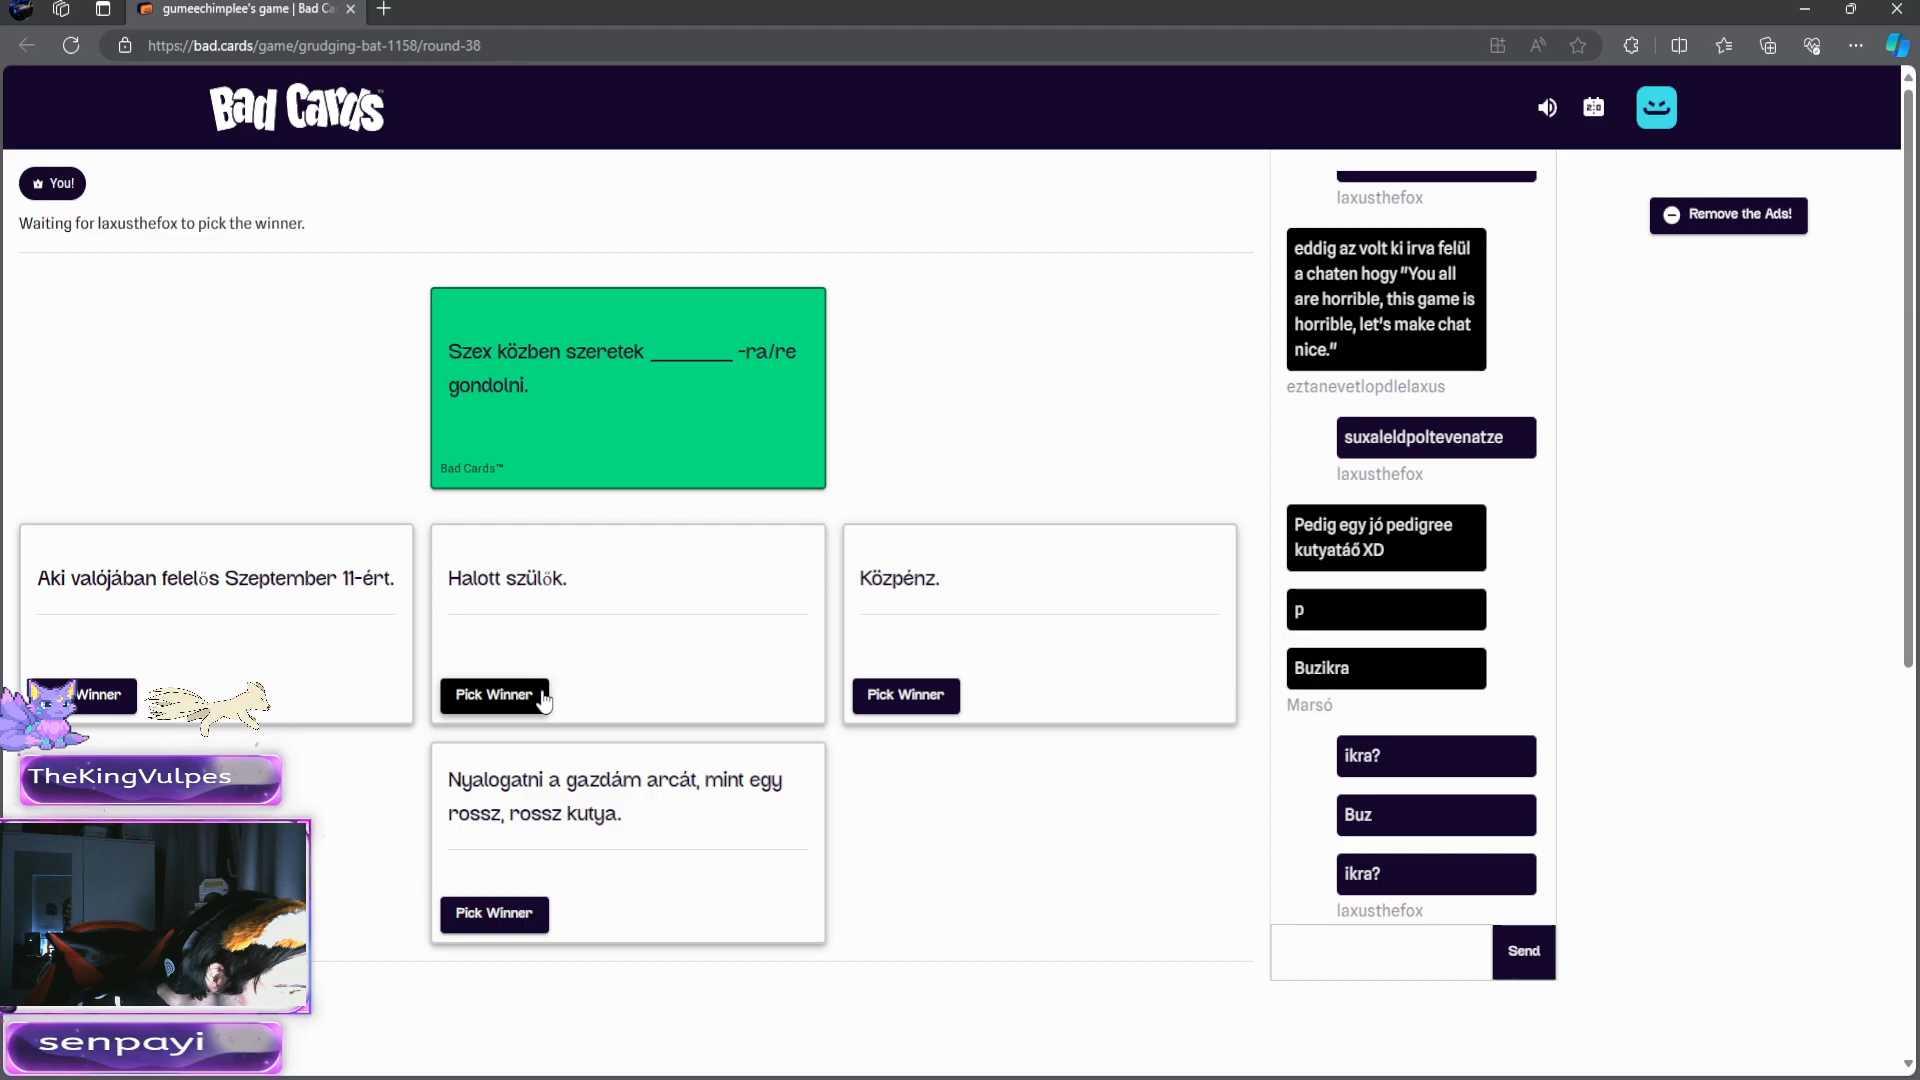 gumeechimplee's game | Bad Ca
https://bad.cards/game/grudging-bat-1158/round-38
Bad Cards
2:0
You!
Waiting for laxusthefox to pick the winner.
Szex közben szeretek ________ -ra/re
gondolni.
Bad Cards™
Aki valójában felelős Szeptember 11-ért.
Winner
Halott szülők.
Pick Winner
Közpénz.
Pick Winner
Nyalogatni a gazdám arcát, mint egy
rossz, rossz kutya.
Pick Winner
TheKingVulpes
senpayi
laxusthefox
eddig az volt ki irva felül
a chaten hogy "You all
are horrible, this game is
horrible, let's make chat
nice."
eztanevetlopdlelaxus
suxaleldpoltevenatze
laxusthefox
Pedig egy jó pedigree
kutyatáő XD
p
Buzikra
Marsó
ikra?
Buz
ikra?
laxusthefox
Send
Remove the Ads!